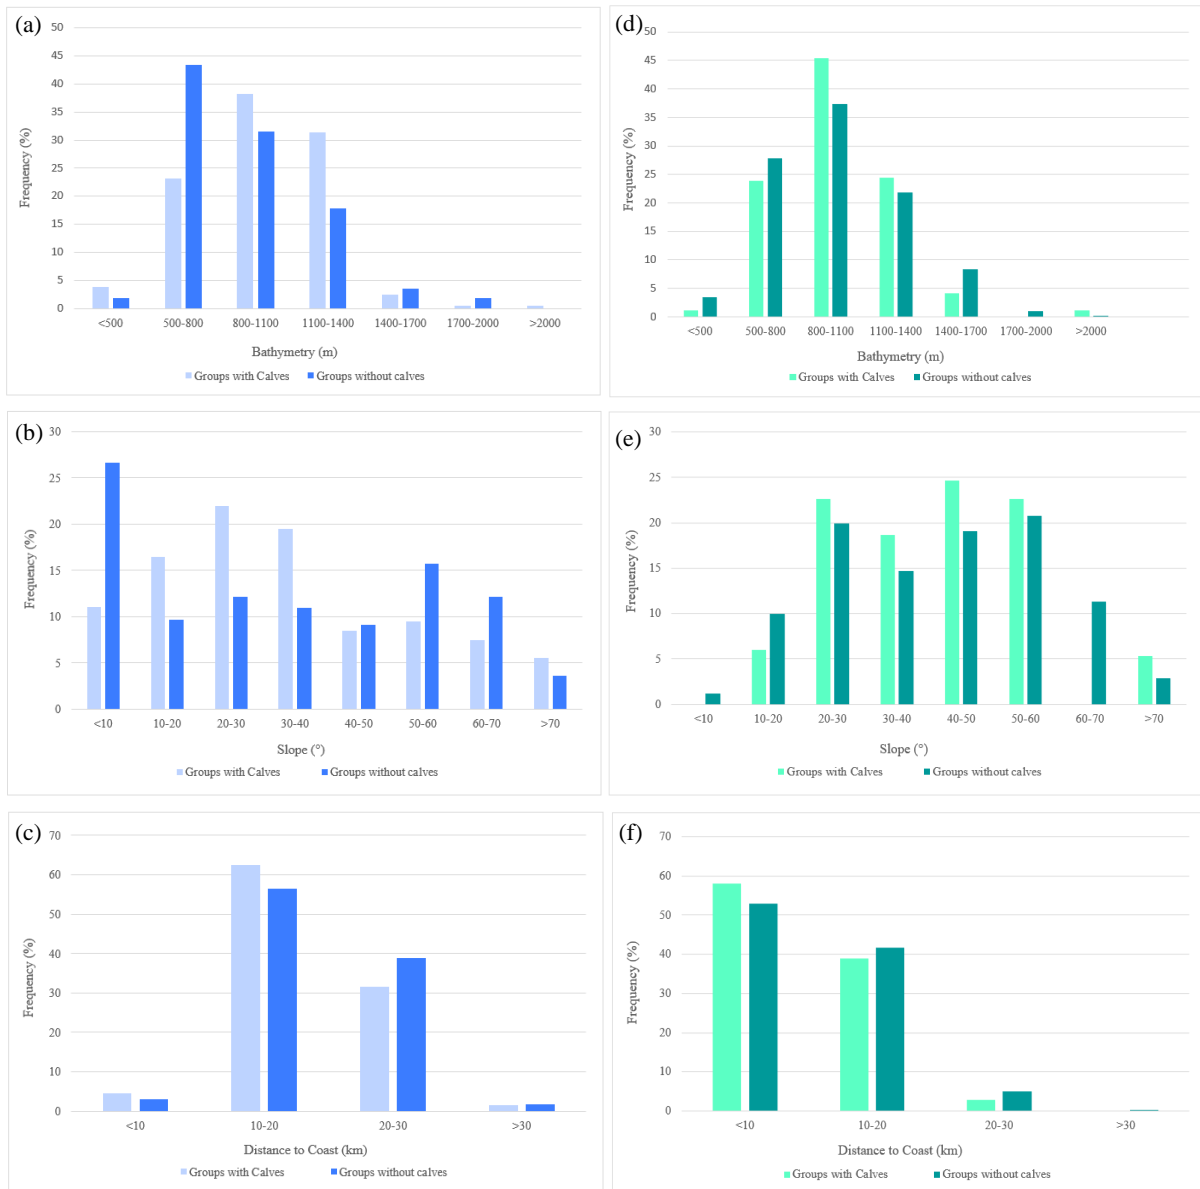 (a)
50
45
40
35
30
25
20
15
10
5
0
Frequency (%)
<500 500-800 800-1100 1100-1400 1400-1700 1700-2000 >2000
Bathymetry (m)
Groups with Calves Groups without calves
(d)
50
45
40
35
30
25
20
15
10
5
0
Frequency (%)
<500 500-800 800-1100 1100-1400 1400-1700 1700-2000 >2000
Bathymetry (m)
Groups with Calves Groups without calves
(b)
30
25
20
15
10
5
0
Frequency (%)
<10 10-20 20-30 30-40 40-50 50-60 60-70 >70
Slope (°)
Groups with Calves Groups without calves
(e)
30
25
20
15
10
5
0
Frequency (%)
<10 10-20 20-30 30-40 40-50 50-60 60-70 >70
Slope (°)
Groups with Calves Groups without calves
(c)
70
60
50
40
30
20
10
0
Frequency (%)
<10 10-20 20-30 >30
Distance to Coast (km)
Groups with Calves Groups without calves
(f)
70
60
50
40
30
20
10
0
Frequency (%)
<10 10-20 20-30 >30
Distance to Coast (km)
Groups with Calves Groups without calves